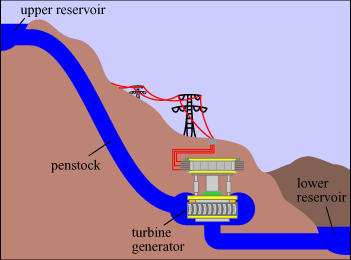 upper reservoir
penstock
lower
reservoir
turbine
generator